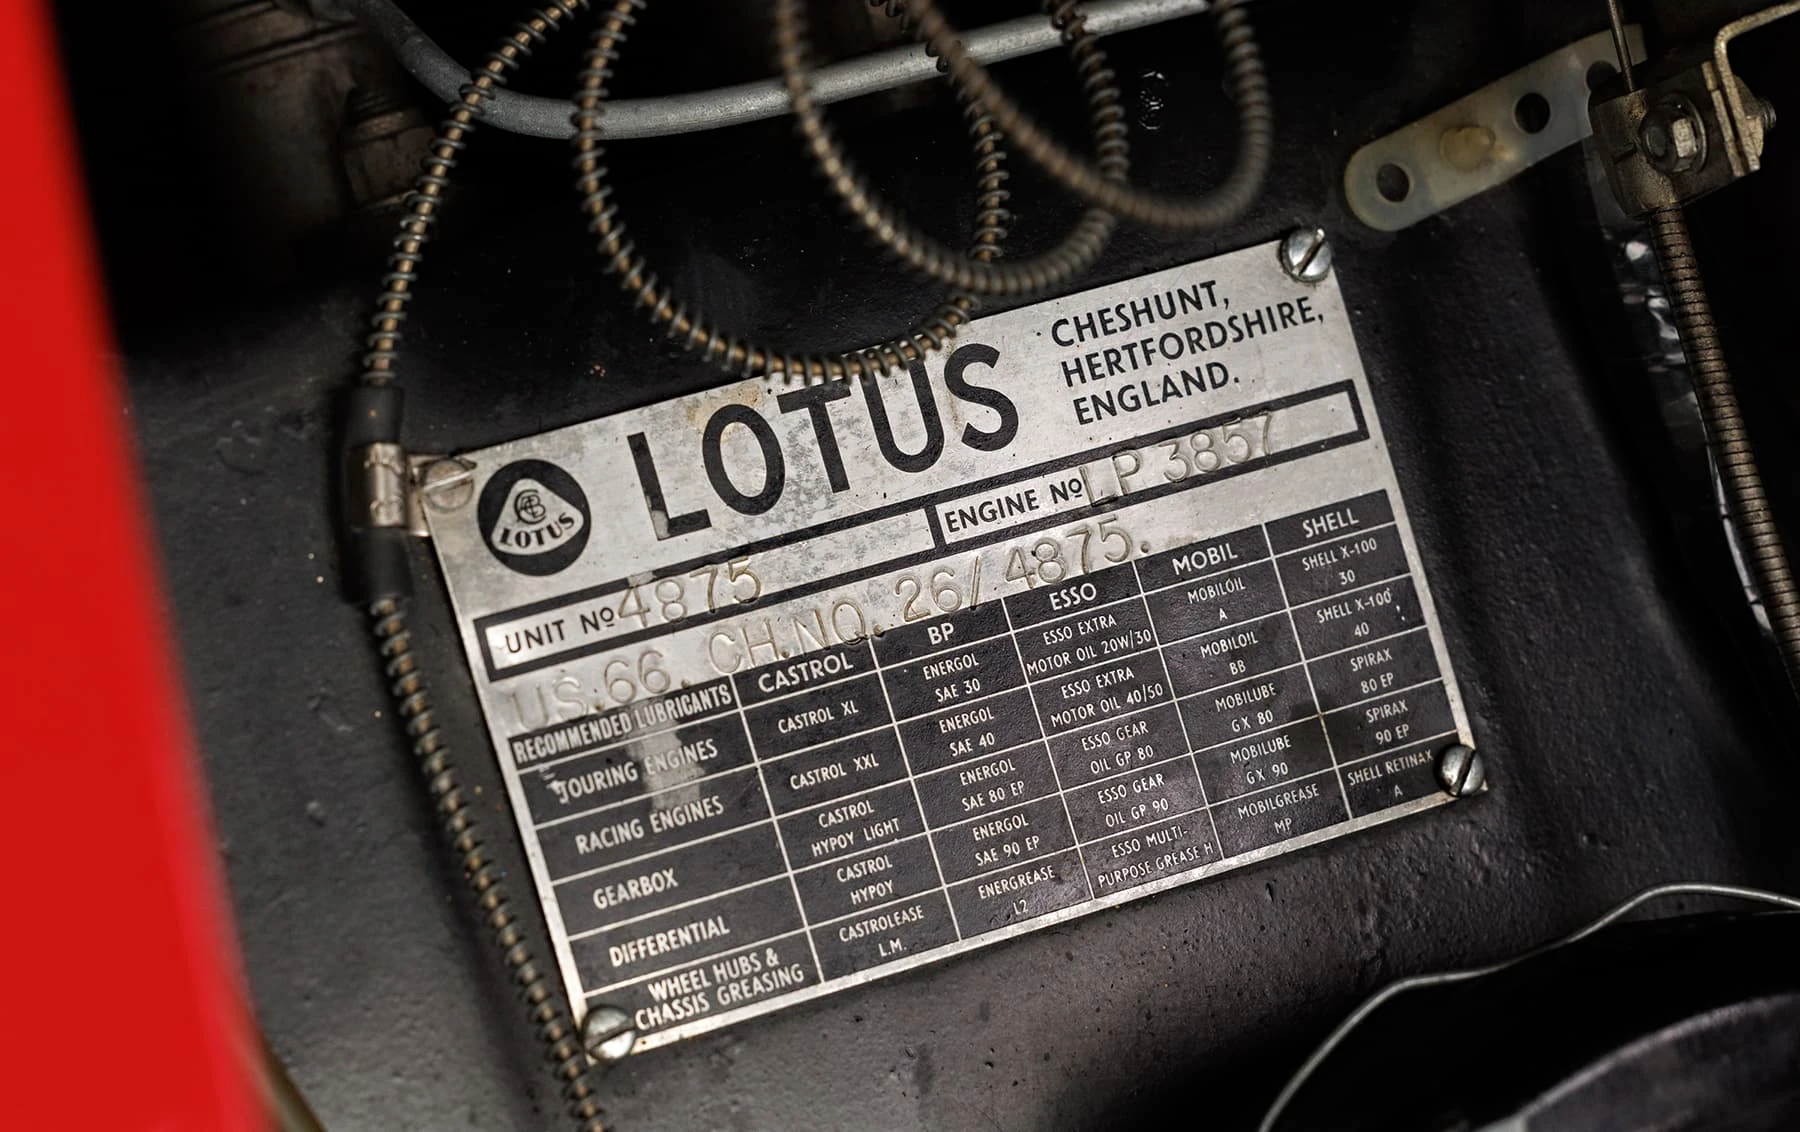 LOTUS
LOTUS
CHESHUNT,
HERTFORDSHIRE,
ENGLAND.
UNIT Nº 4875
ENGINE Nº LP 3857
US.66. CH.NO. 26/4875.
RECOMMENDED LUBRICANTS CASTROL BP ESSO MOBIL SHELL
TOURING ENGINES CASTROL XL ENERGOL SAE 30 ESSO EXTRA MOTOR OIL 20W/30 MOBILOIL A SHELL X-100 30
RACING ENGINES CASTROL XXL ENERGOL SAE 40 ESSO EXTRA MOTOR OIL 40/50 MOBILOIL BB SHELL X-100 40
GEARBOX CASTROL HYPOY LIGHT ENERGOL SAE 80 EP ESSO GEAR OIL GP 80 MOBILUBE GX 80 SPIRAX 80 EP
DIFFERENTIAL CASTROL HYPOY ENERGOL SAE 90 EP ESSO GEAR OIL GP 90 MOBILUBE GX 90 SPIRAX 90 EP
WHEEL HUBS & CHASSIS GREASING CASTROLEASE L.M. ENERGREASE L2 ESSO MULTI-PURPOSE GREASE H MOBILGREASE MP SHELL RETINAX A